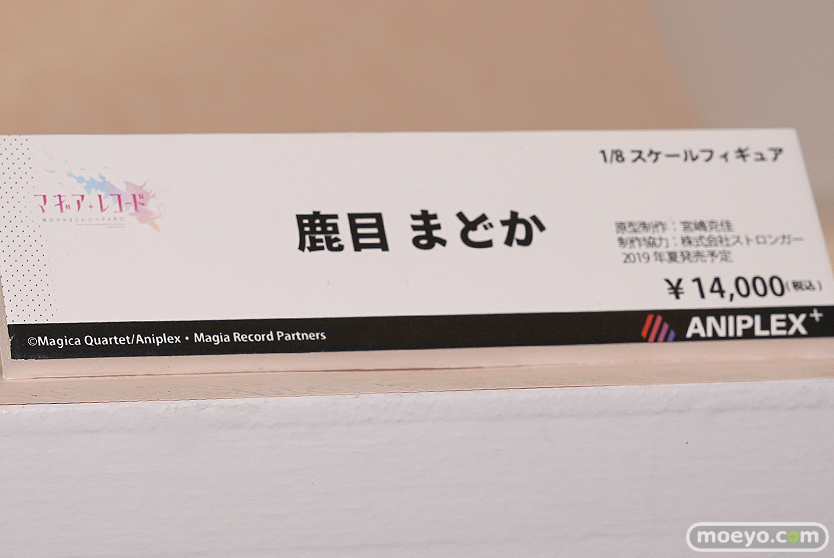 1/8 スケールフィギュア
マギア・レコード
鹿目 まどか
原型制作：宮嶋克佳
制作協力：株式会社ストロンガー
2019 年夏発売予定
¥ 14,000(税込)
©Magica Quartet/Aniplex・Magia Record Partners
ANIPLEX+
moeyo.com